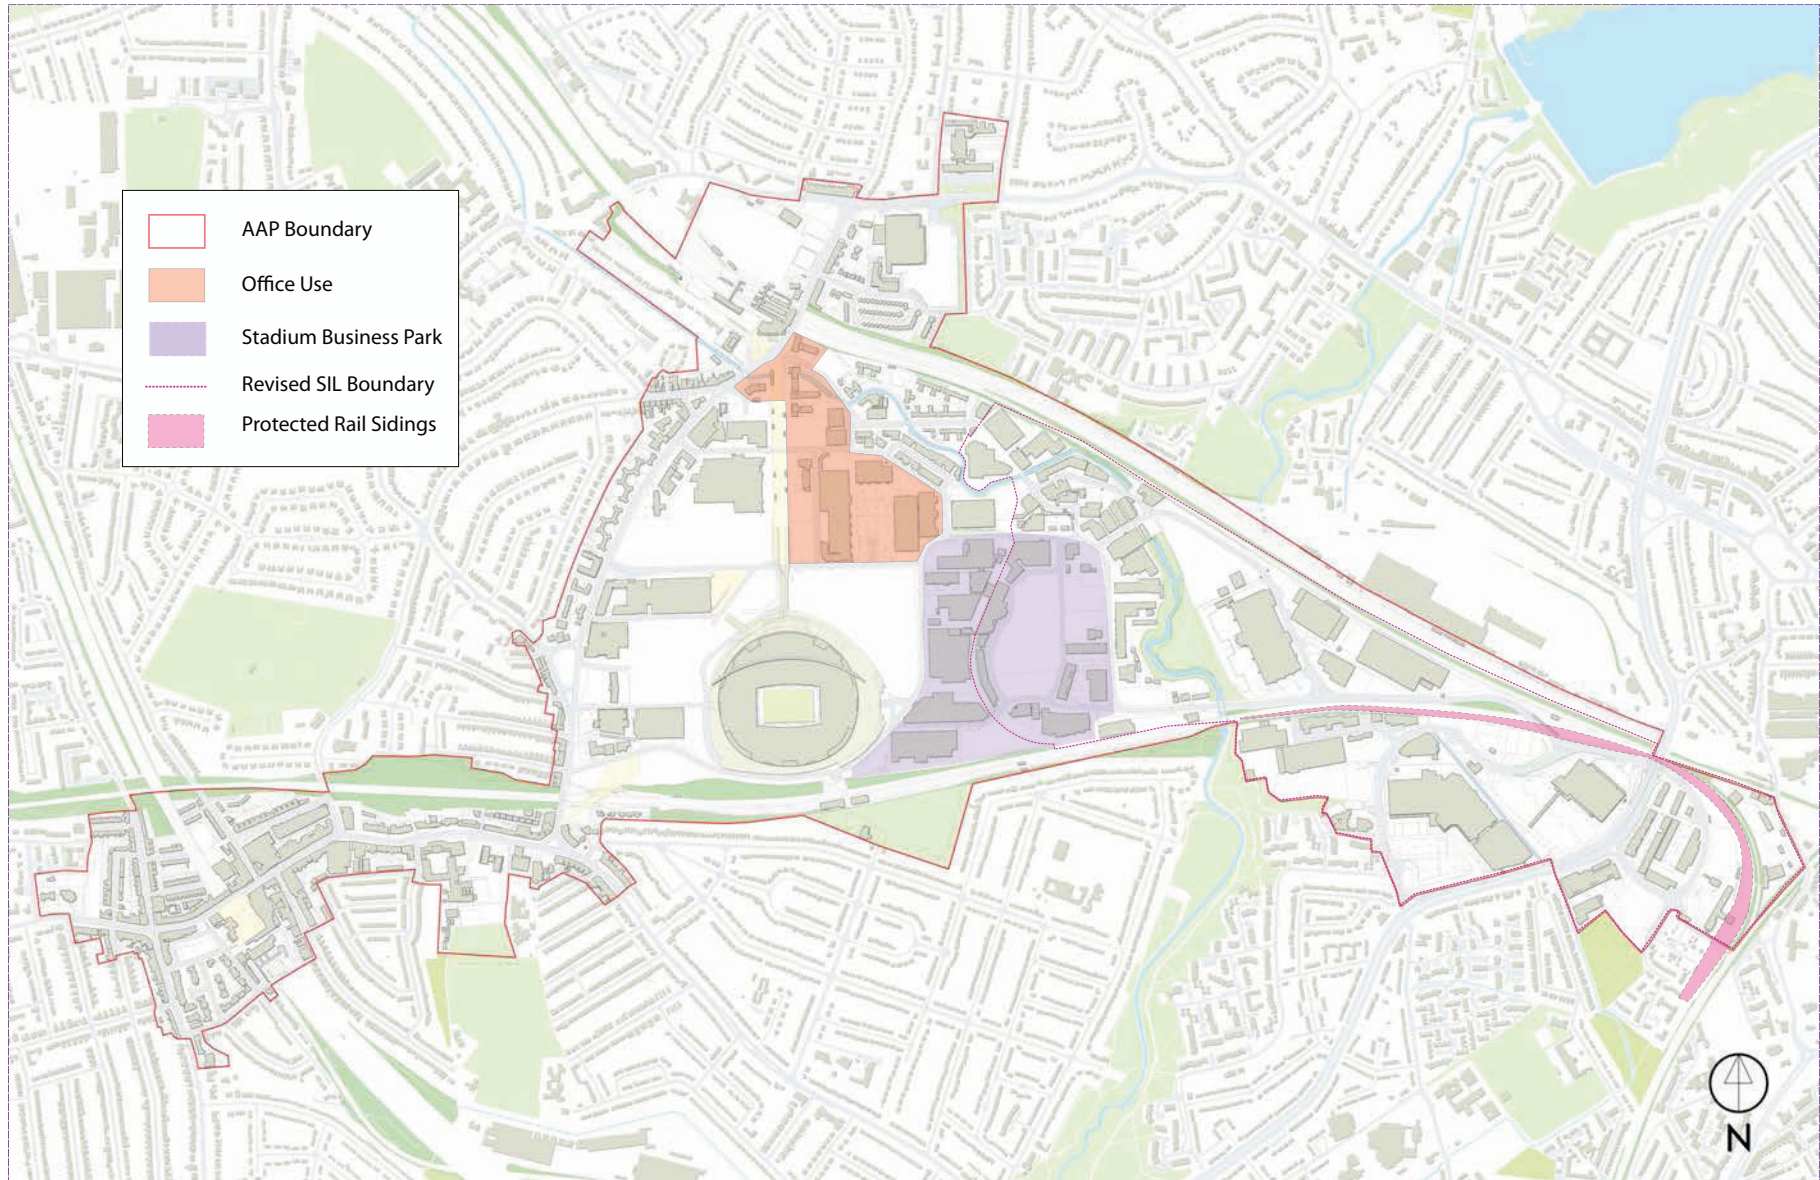 AAP Boundary
Office Use
Stadium Business Park
Revised SIL Boundary
Protected Rail Sidings
N